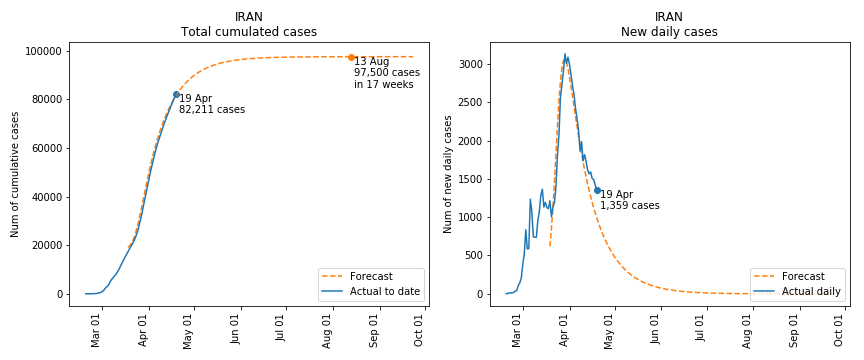 IRAN
Total cumulated cases
Num of cumulative cases
100000
80000
60000
40000
20000
0
13 Aug
97,500 cases
in 17 weeks
19 Apr
82,211 cases
Forecast
Actual to date
Mar 01
Apr 01
May 01
Jun 01
Jul 01
Aug 01
Sep 01
Oct 01
IRAN
New daily cases
Num of new daily cases
3000
2500
2000
1500
1000
500
0
19 Apr
1,359 cases
Forecast
Actual daily
Mar 01
Apr 01
May 01
Jun 01
Jul 01
Aug 01
Sep 01
Oct 01